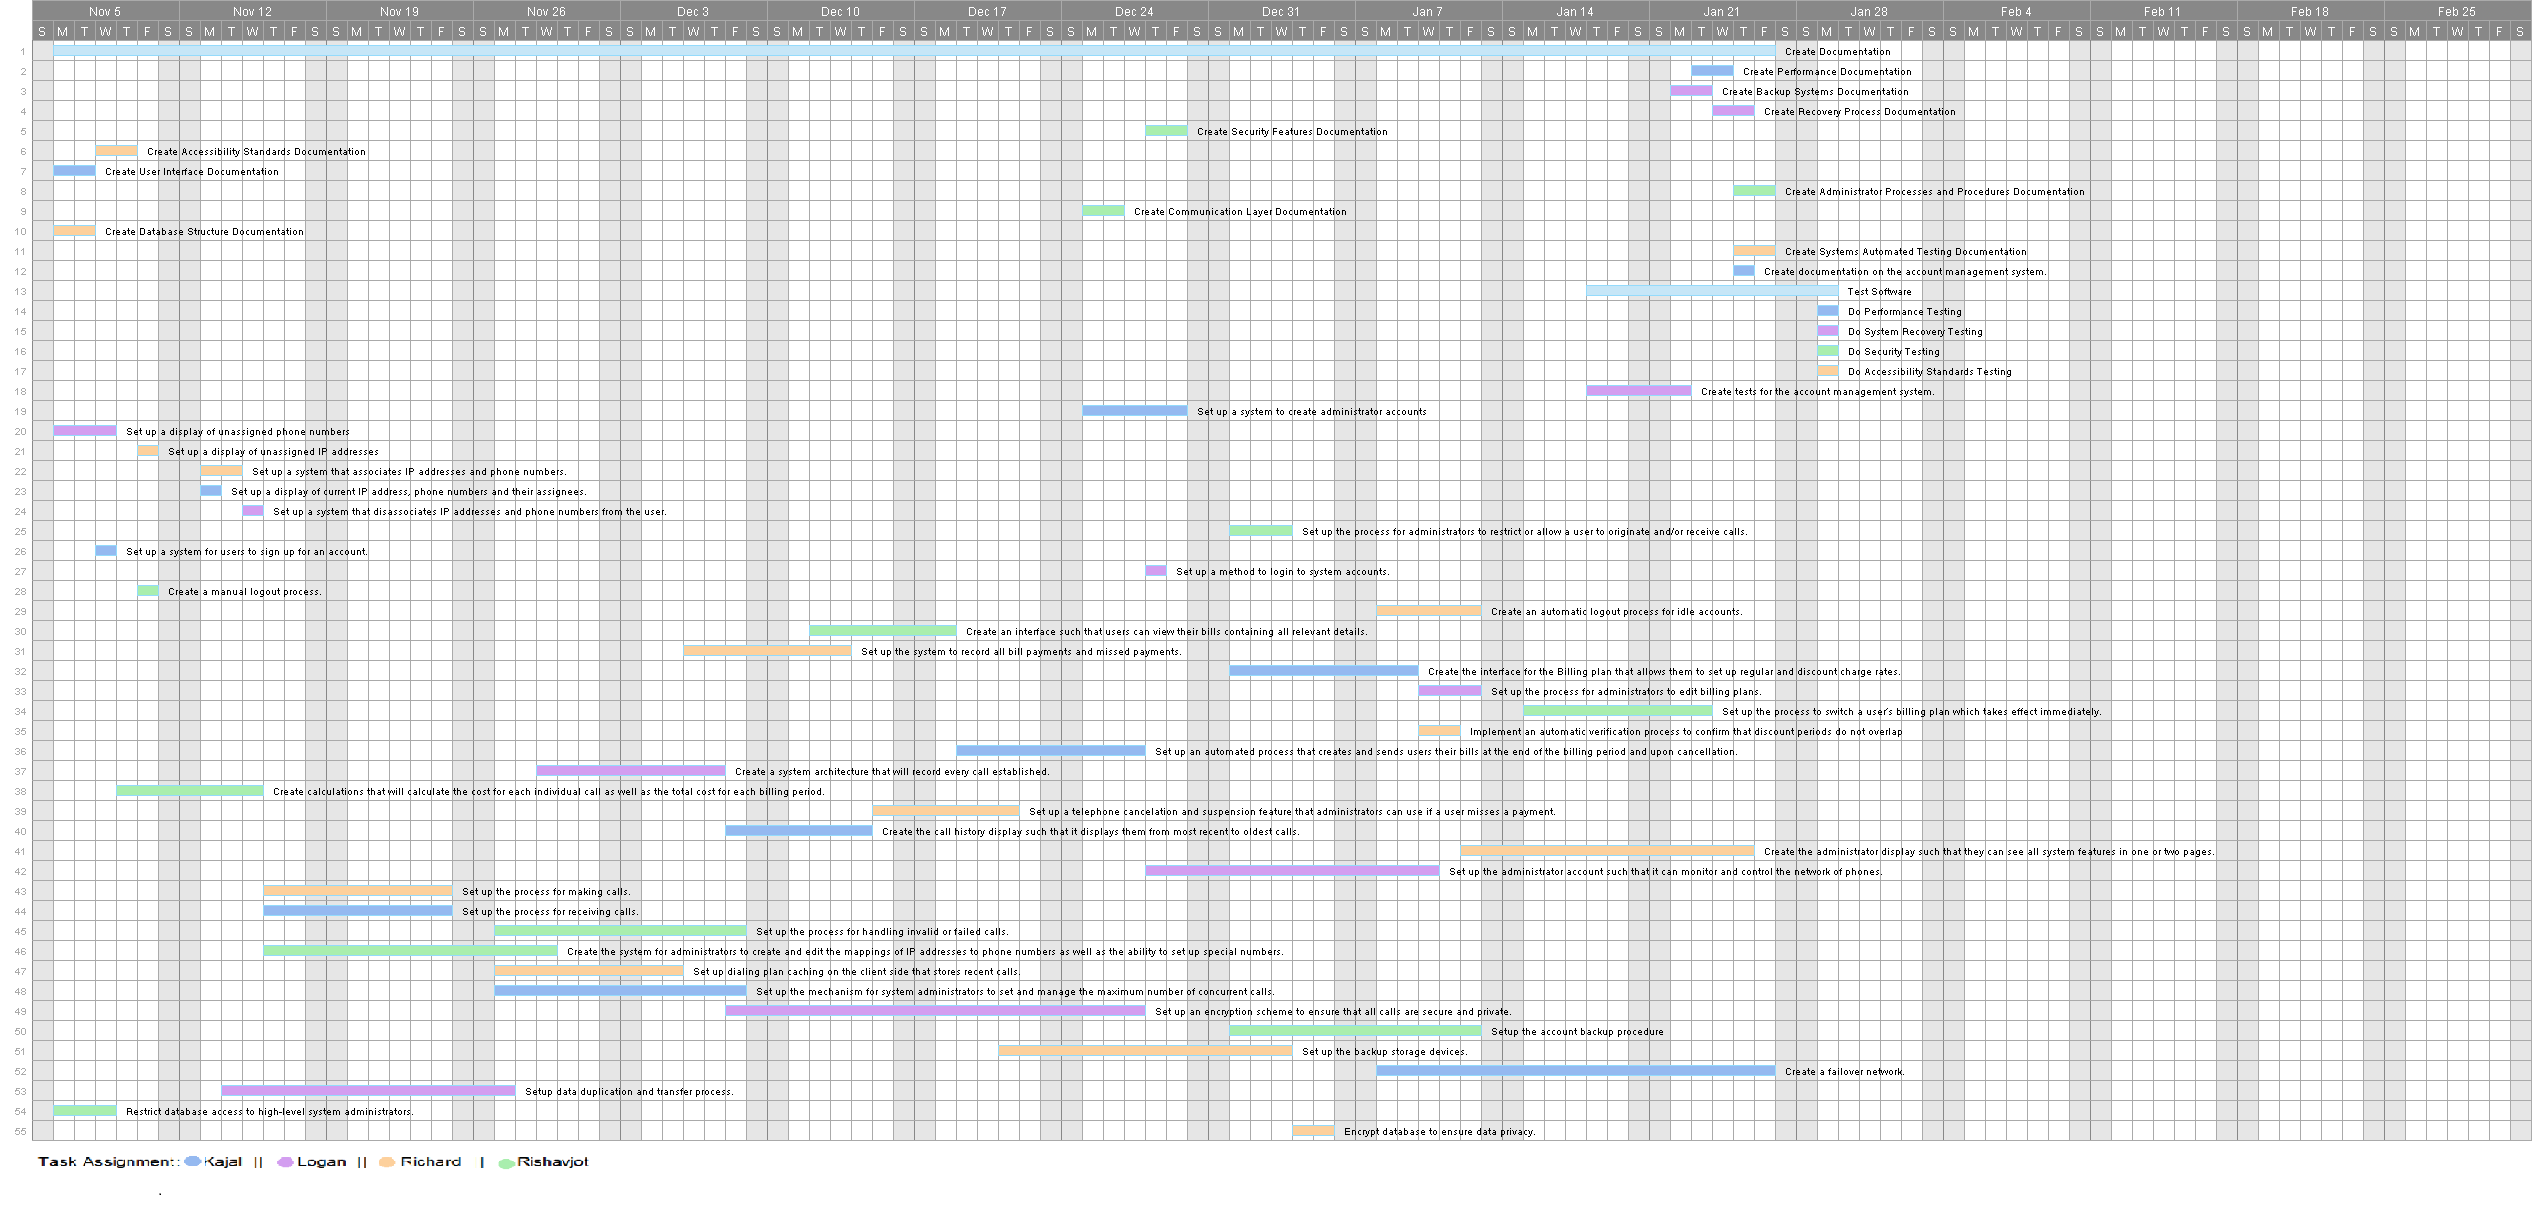 Nov 5 Nov 12 Nov 19 Nov 26 Dec 3 Dec 10 Dec 17 Dec 24 Dec 31 Jan 7 Jan 14 Jan 21 Jan 28 Feb 4 Feb 11 Feb 18 Feb 25
S M T W T F S S M T W T F S S M T W T F S S M T W T F S S M T W T F S S M T W T F S S M T W T F S S M T W T F S S M T W T F S S M T W T F S S M T W T F S S M T W T F S S M T W T F S S M T W T F S S M T W T F S S M T W T F S S M T W T F S
1 Create Documentation
2 Create Performance Documentation
3 Create Backup Systems Documentation
4 Create Recovery Process Documentation
5 Create Security Features Documentation
6 Create Accessibility Standards Documentation
7 Create User Interface Documentation
8 Create Administrator Processes and Procedures Documentation
9 Create Communication Layer Documentation
10 Create Database Structure Documentation
11 Create Systems Automated Testing Documentation
12 Create documentation on the account management system.
13 Test Software
14 Do Performance Testing
15 Do System Recovery Testing
16 Do Security Testing
17 Do Accessibility Standards Testing
18 Create tests for the account management system.
19 Set up a system to create administrator accounts
20 Set up a display of unassigned phone numbers
21 Set up a display of unassigned IP addresses
22 Set up a system that associates IP addresses and phone numbers.
23 Set up a display of current IP address, phone numbers and their assignees.
24 Set up a system that disassociates IP addresses and phone numbers from the user.
25 Set up the process for administrators to restrict or allow a user to originate and/or receive calls.
26 Set up a system for users to sign up for an account.
27 Set up a method to login to system accounts.
28 Create a manual logout process.
29 Create an automatic logout process for idle accounts.
30 Create an interface such that users can view their bills containing all relevant details.
31 Set up the system to record all bill payments and missed payments.
32 Create the interface for the Billing plan that allows them to set up regular and discount charge rates.
33 Set up the process for administrators to edit billing plans.
34 Set up the process to switch a user's billing plan which takes effect immediately.
35 Implement an automatic verification process to confirm that discount periods do not overlap
36 Set up an automated process that creates and sends users their bills at the end of the billing period and upon cancellation.
37 Create a system architecture that will record every call established.
38 Create calculations that will calculate the cost for each individual call as well as the total cost for each billing period.
39 Set up a telephone cancelation and suspension feature that administrators can use if a user misses a payment.
40 Create the call history display such that it displays them from most recent to oldest calls.
41 Create the administrator display such that they can see all system features in one or two pages.
42 Set up the administrator account such that it can monitor and control the network of phones.
43 Set up the process for making calls.
44 Set up the process for receiving calls.
45 Set up the process for handling invalid or failed calls.
46 Create the system for administrators to create and edit the mappings of IP addresses to phone numbers as well as the ability to set up special numbers.
47 Set up dialing plan caching on the client side that stores recent calls.
48 Set up the mechanism for system administrators to set and manage the maximum number of concurrent calls.
49 Set up an encryption scheme to ensure that all calls are secure and private.
50 Setup the account backup procedure
51 Set up the backup storage devices.
52 Create a failover network.
53 Setup data duplication and transfer process.
54 Restrict database access to high-level system administrators.
55 Encrypt database to ensure data privacy.
Task Assignment: Kajal || Logan || Richard | Rishavjot
.